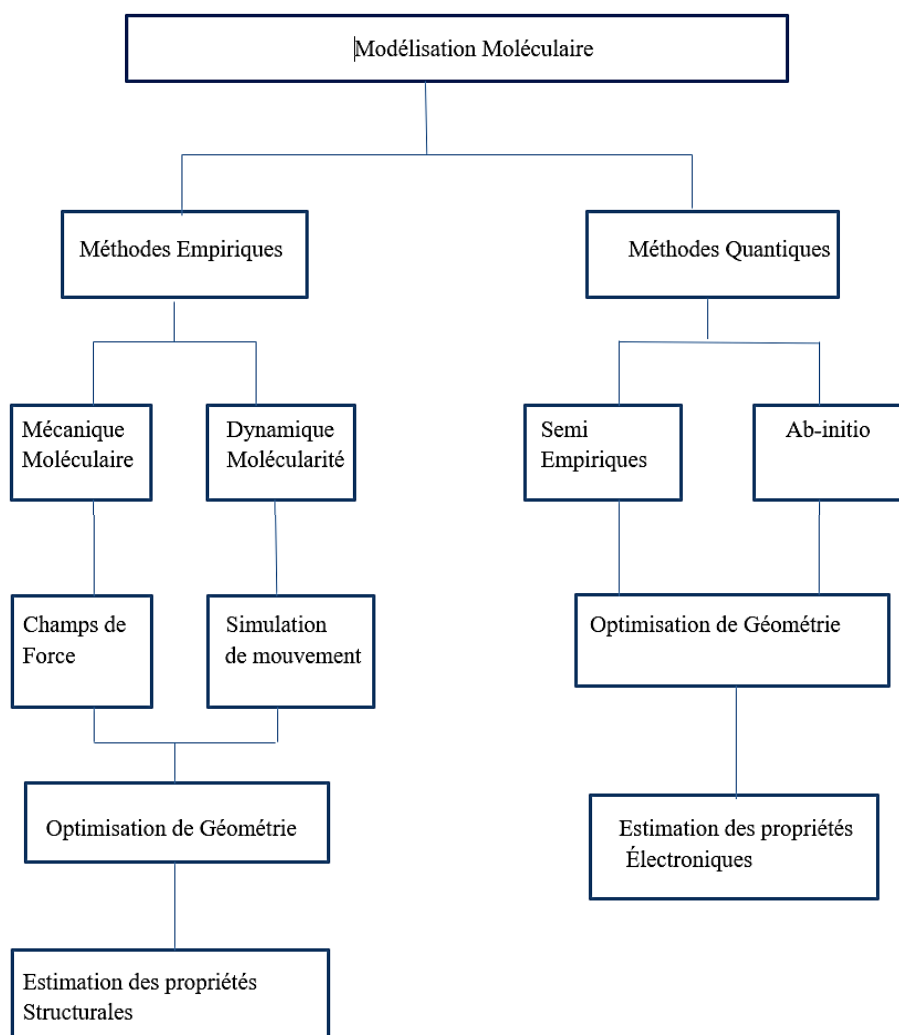 Modélisation Moléculaire
Méthodes Empiriques
Méthodes Quantiques
Mécanique
Moléculaire
Dynamique
Molécularité
Semi
Empiriques
Ab-initio
Champs de
Force
Simulation
de mouvement
Optimisation de Géométrie
Optimisation de Géométrie
Estimation des propriétés
Électroniques
Estimation des propriétés
Structurales